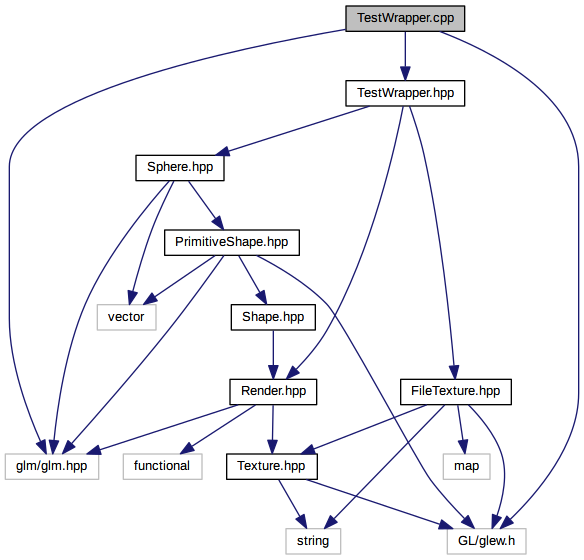 TestWrapper.cpp
TestWrapper.hpp
Sphere.hpp
PrimitiveShape.hpp
vector
Shape.hpp
Render.hpp
FileTexture.hpp
glm/glm.hpp
functional
Texture.hpp
map
string
GL/glew.h